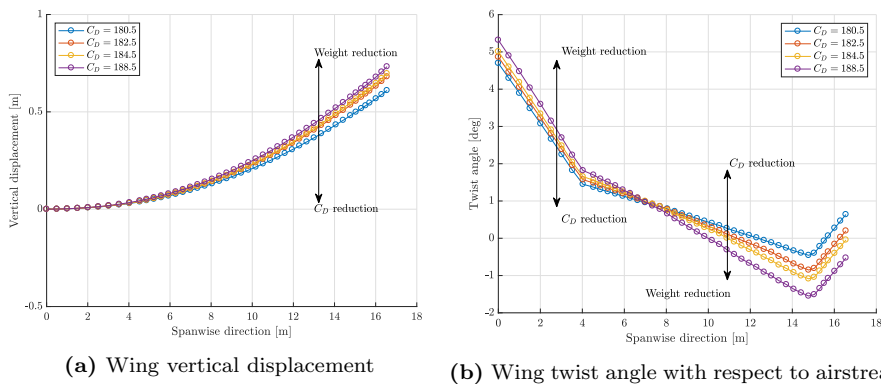 1
0.5
0
-0.5
0 2 4 6 8 10 12 14 16 18
Vertical displacement [m]
Spanwise direction [m]
C_D = 180.5
C_D = 182.5
C_D = 184.5
C_D = 188.5
Weight reduction
C_D reduction
(a) Wing vertical displacement
6
5
4
3
2
1
0
-1
-2
0 2 4 6 8 10 12 14 16 18
Twist angle [deg]
Spanwise direction [m]
C_D = 180.5
C_D = 182.5
C_D = 184.5
C_D = 188.5
Weight reduction
C_D reduction
C_D reduction
Weight reduction
(b) Wing twist angle with respect to airstrea